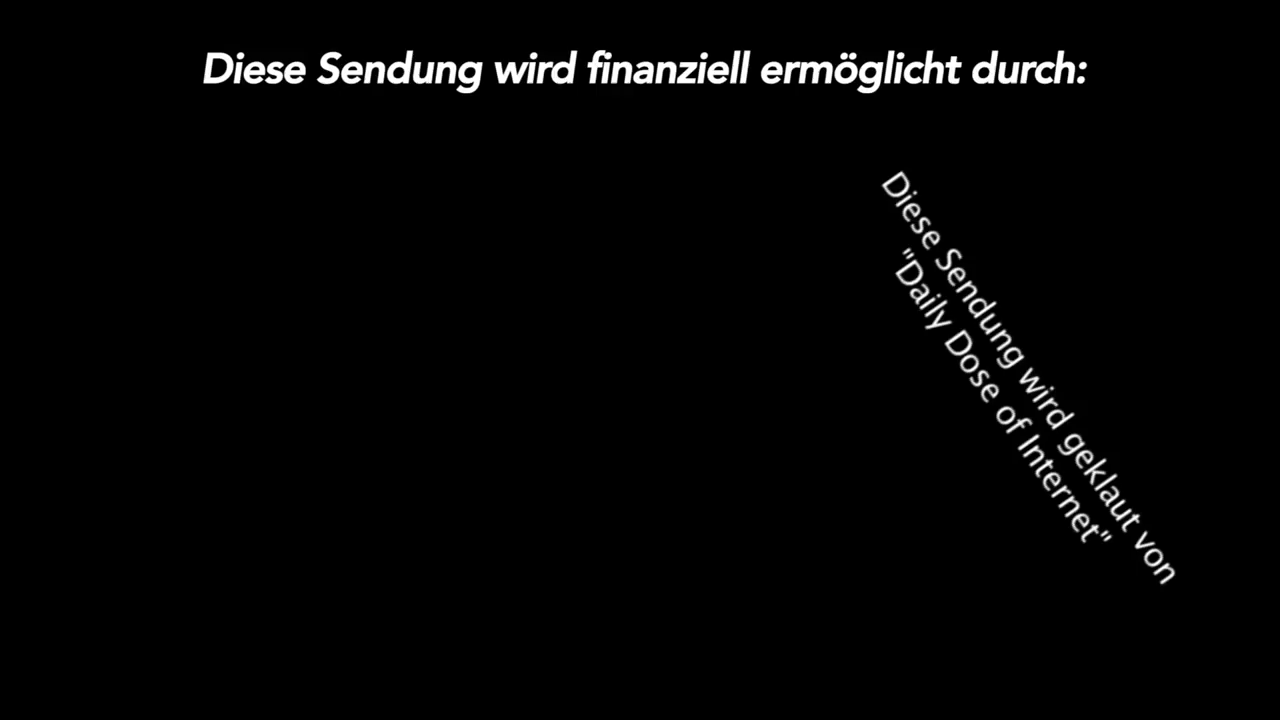 Diese Sendung wird finanziell ermöglicht durch:
Diese Sendung wird geklaut von
"Daily Dose of Internet"